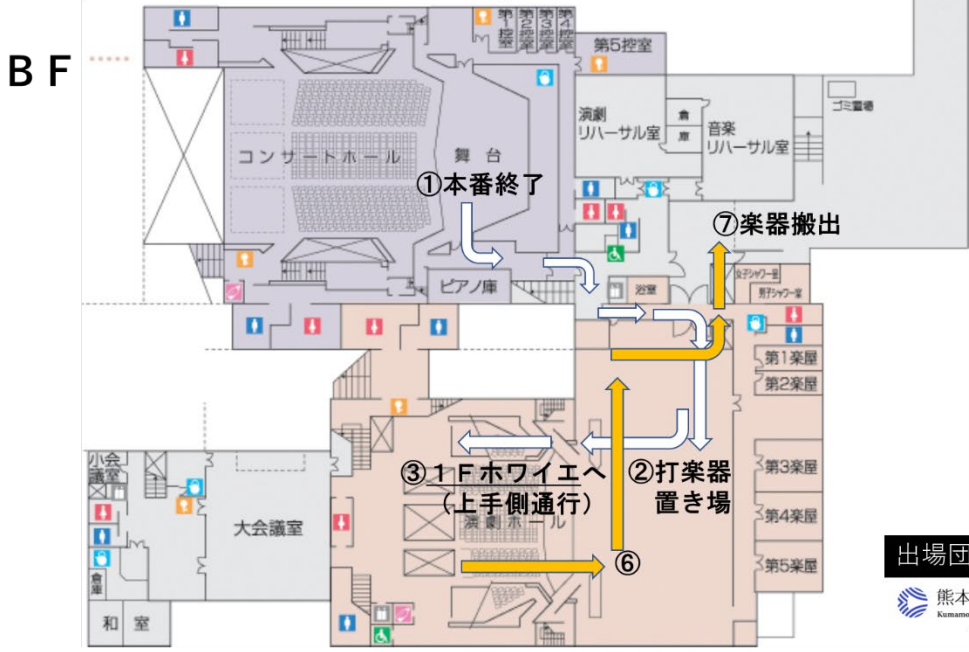 ＢＦ
第1控室
第2控室
第3控室
第4控室
第5控室
演劇
リハーサル室
倉庫
音楽
リハーサル室
ゴミ置場
コンサートホール
舞台
①本番終了
⑦楽器搬出
ピアノ庫
浴室
女子シャワー室
男子シャワー室
第1楽屋
第2楽屋
第3楽屋
第4楽屋
第5楽屋
③１Ｆホワイエへ
（上手側通行）
②打楽器
置き場
演劇ホール
⑥
小会
議室
大会議室
倉庫
和室
出場団
熊本
Kumamo